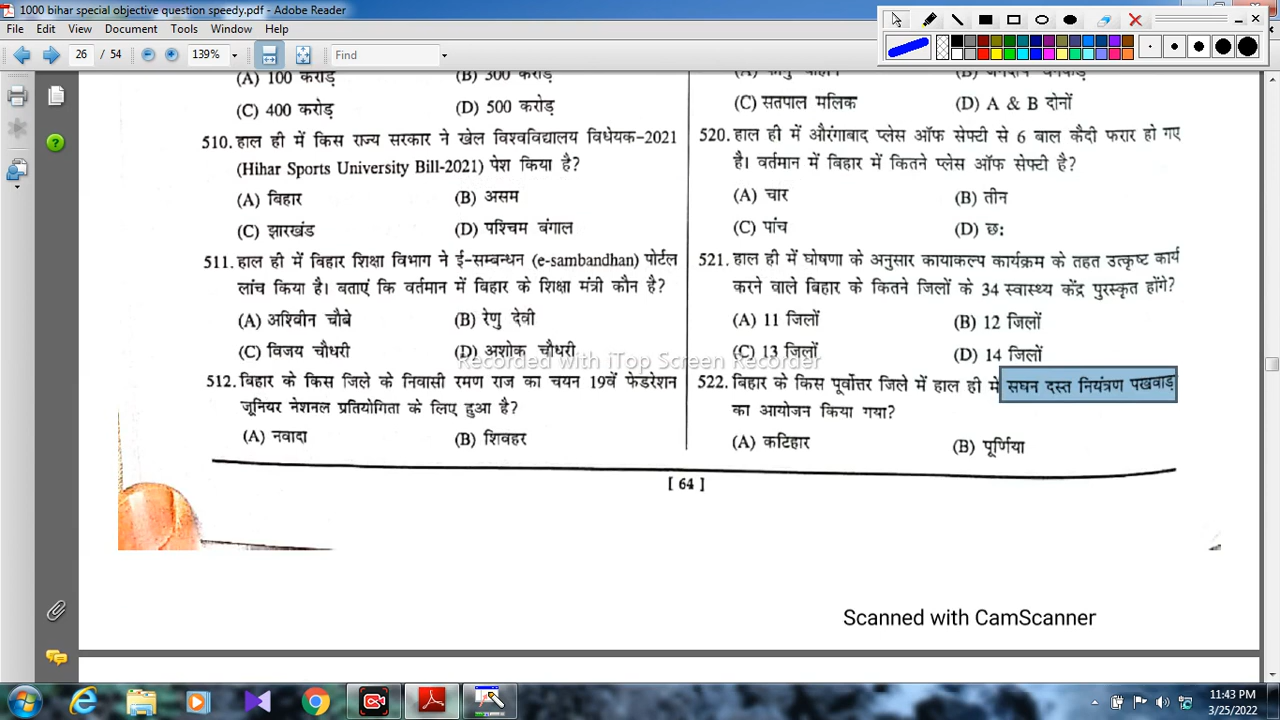 1000 bihar special objective question speedy.pdf - Adobe Reader
File Edit View Document Tools Window Help
26 / 54 139% Find
(A) 100 करोड़ (B) 300 करोड़
(C) 400 करोड़ (D) 500 करोड़
510. हाल ही में किस राज्य सरकार ने खेल विश्वविद्यालय विधेयक-2021
(Hihar Sports University Bill-2021) पेश किया है?
(A) बिहार (B) असम
(C) झारखंड (D) पश्चिम बंगाल
511. हाल ही में बिहार शिक्षा विभाग ने ई-सम्बन्धन (e-sambandhan) पोर्टल
लांच किया है। बताएं कि वर्तमान में बिहार के शिक्षा मंत्री कौन है?
(A) अश्विीन चौबे (B) रेणु देवी
(C) विजय चौधरी (D) अशोक चौधरी
512. बिहार के किस जिले के निवासी रमण राज का चयन 19वें फेडरेशन
जूनियर नेशनल प्रतियोगिता के लिए हुआ है?
(A) नवादा (B) शिवहर
(C) सतपाल मलिक (D) A & B दोनों
520. हाल ही में औरंगाबाद प्लेस ऑफ सेफ्टी से 6 बाल कैदी फरार हो गए
है। वर्तमान में बिहार में कितने प्लेस ऑफ सेफ्टी है?
(A) चार (B) तीन
(C) पांच (D) छः
521. हाल ही में घोषणा के अनुसार कायाकल्प कार्यक्रम के तहत उत्कृष्ट कार्य
करने वाले बिहार के कितने जिलों के 34 स्वास्थ्य केंद्र पुरस्कृत होंगे?
(A) 11 जिलों (B) 12 जिलों
(C) 13 जिलों (D) 14 जिलों
522. बिहार के किस पूर्वोत्तर जिले में हाल ही में सघन दस्त नियंत्रण पखवाड़
का आयोजन किया गया?
(A) कटिहार (B) पूर्णिया
[ 64 ]
Recorded with iTop Screen Recorder
Scanned with CamScanner
11:43 PM
3/25/2022